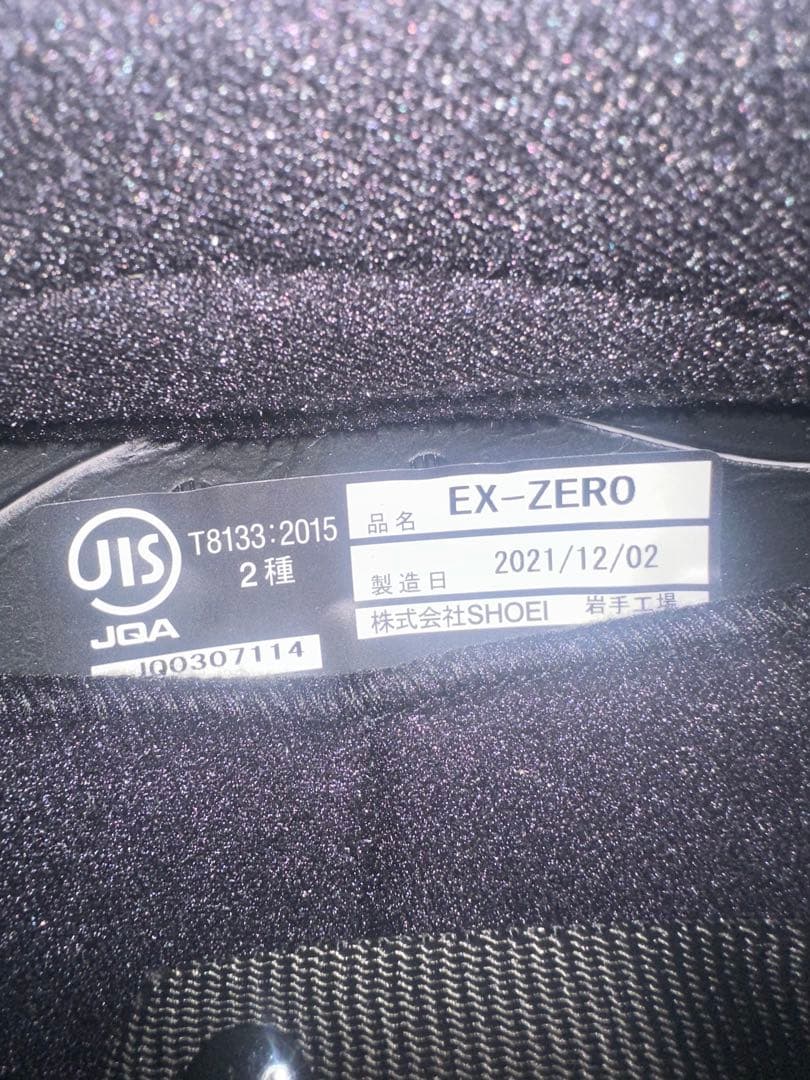 JIS
JQA
T8133:2015
2種
JQ0307114
品名 EX-ZERO
製造日 2021/12/02
株式会社SHOEI 岩手工場